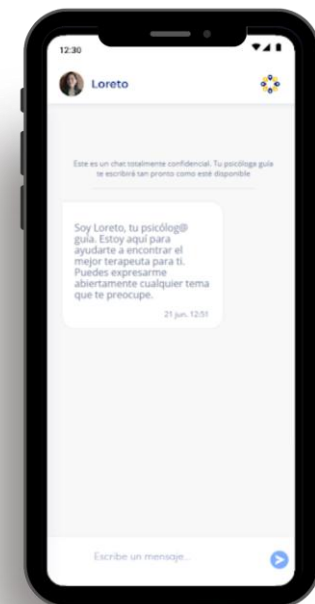 12:30
Loreto
Este es un chat totalmente confidencial. Tu psicóloga guía
te escribirá tan pronto como esté disponible
Soy Loreto, tu psicólog@
guía. Estoy aquí para
ayudarte a encontrar el
mejor terapeuta para ti.
Puedes expresarme
abiertamente cualquier tema
que te preocupe.
21 jun. 12:51
Escribe un mensaje...